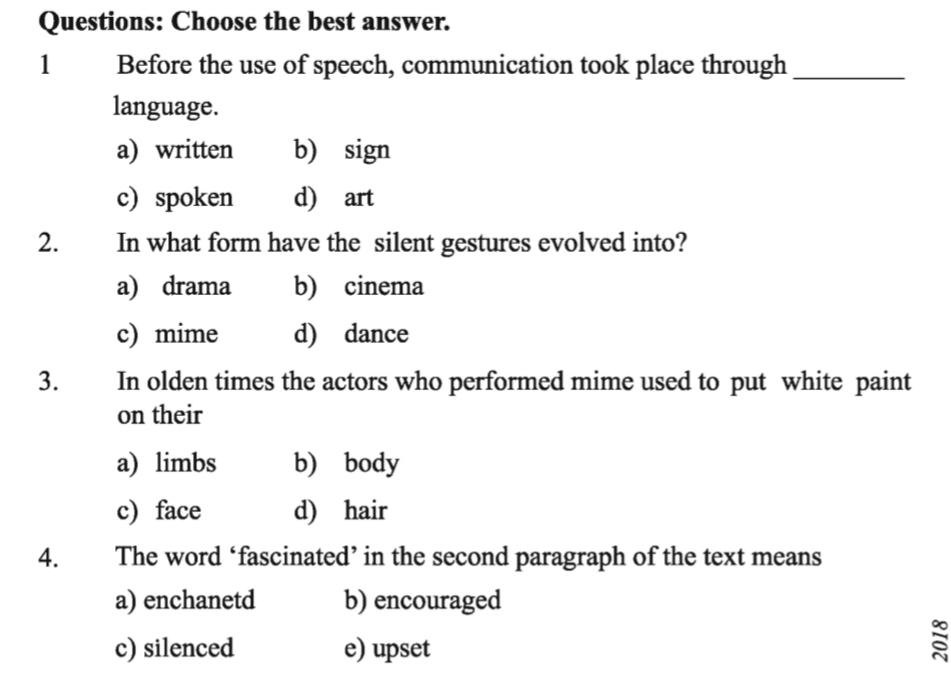 Questions: Choose the best answer.
1 Before the use of speech, communication took place through ________
language.
a) written b) sign
c) spoken d) art
2. In what form have the silent gestures evolved into?
a) drama b) cinema
c) mime d) dance
3. In olden times the actors who performed mime used to put white paint
on their
a) limbs b) body
c) face d) hair
4. The word ‘fascinated’ in the second paragraph of the text means
a) enchanetd b) encouraged
c) silenced e) upset
2018